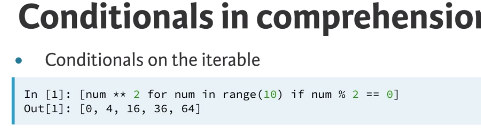 Conditionals in comprehension
• Conditionals on the iterable
In [1]: [num ** 2 for num in range(10) if num % 2 == 0]
Out[1]: [0, 4, 16, 36, 64]